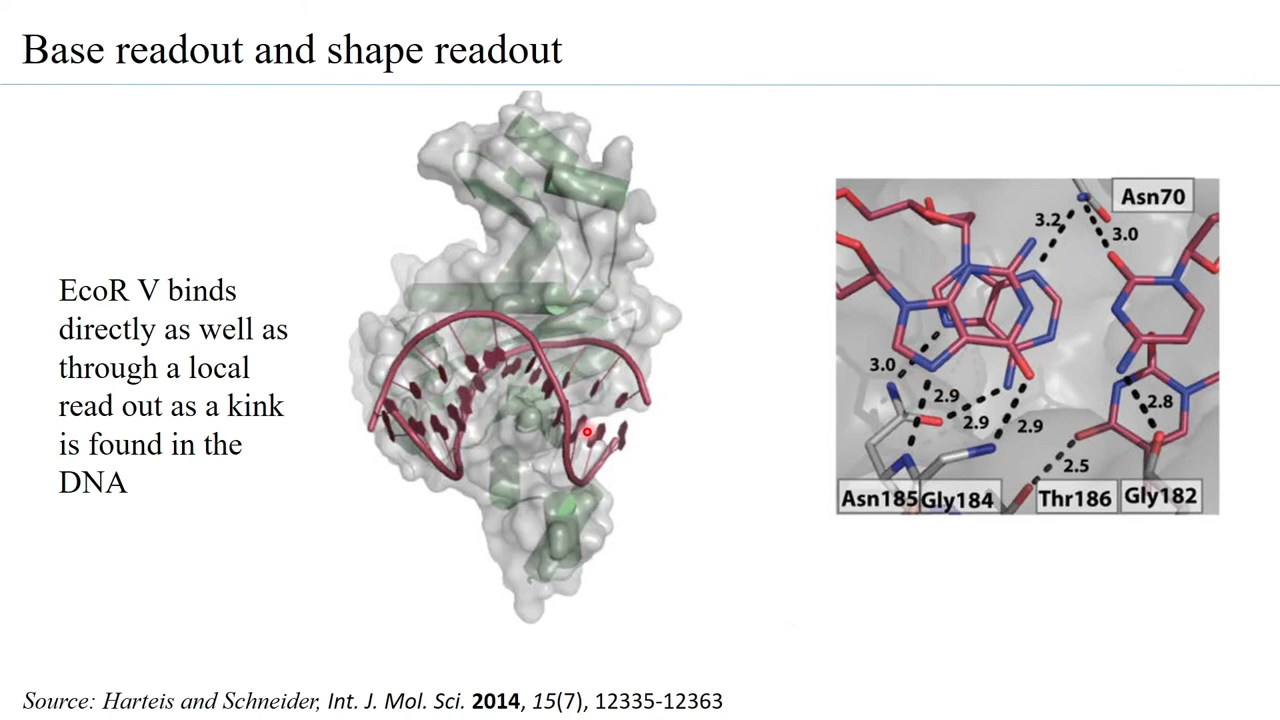 Base readout and shape readout
EcoR V binds
directly as well as
through a local
read out as a kink
is found in the
DNA
Asn70
3.2
3.0
3.0
2.9
2.9
2.9
2.8
2.5
Asn185
Gly184
Thr186
Gly182
Source: Harteis and Schneider, Int. J. Mol. Sci. 2014, 15(7), 12335-12363